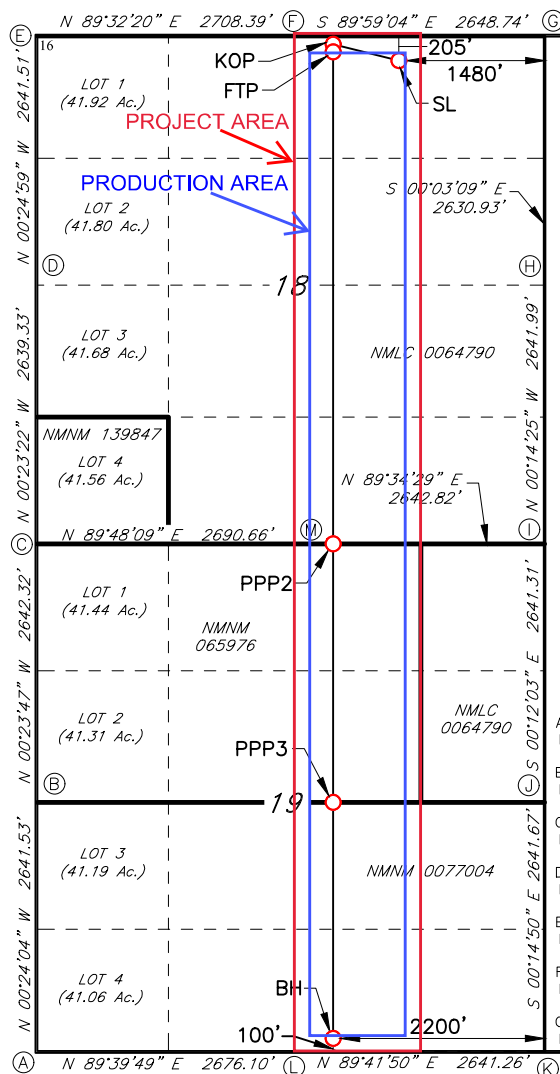 N 89°32'20" E 2708.39' F S 89°59'04" E 2648.74' G
E
16
KOP
205'
FTP
1480'
SL
LOT 1
(41.92 Ac.)
PROJECT AREA
N 00°24'59" W 2641.51'
PRODUCTION AREA
LOT 2
(41.80 Ac.)
S 00°03'09" E
2630.93'
D
H
18
LOT 3
(41.68 Ac.)
NMLC 0064790
N 00°23'22" W 2639.33'
N 00°14'25" W 2641.99'
NMNM 139847
LOT 4
(41.56 Ac.)
N 89°34'29" E
2642.82'
C N 89°48'09" E 2690.66' M I
PPP2
LOT 1
(41.44 Ac.)
NMNM
065976
N 00°23'47" W 2642.32'
S 00°12'03" E 2641.31'
LOT 2
(41.31 Ac.)
NMLC
0064790
PPP3
B
J
19
LOT 3
(41.19 Ac.)
NMNM 0077004
N 00°24'04" W 2641.53'
S 00°14'50" E 2641.67'
LOT 4
(41.06 Ac.)
BH
2200'
100'
A N 89°39'49" E 2676.10' L N 89°41'50" E 2641.26' K
A
B
C
D
E
F